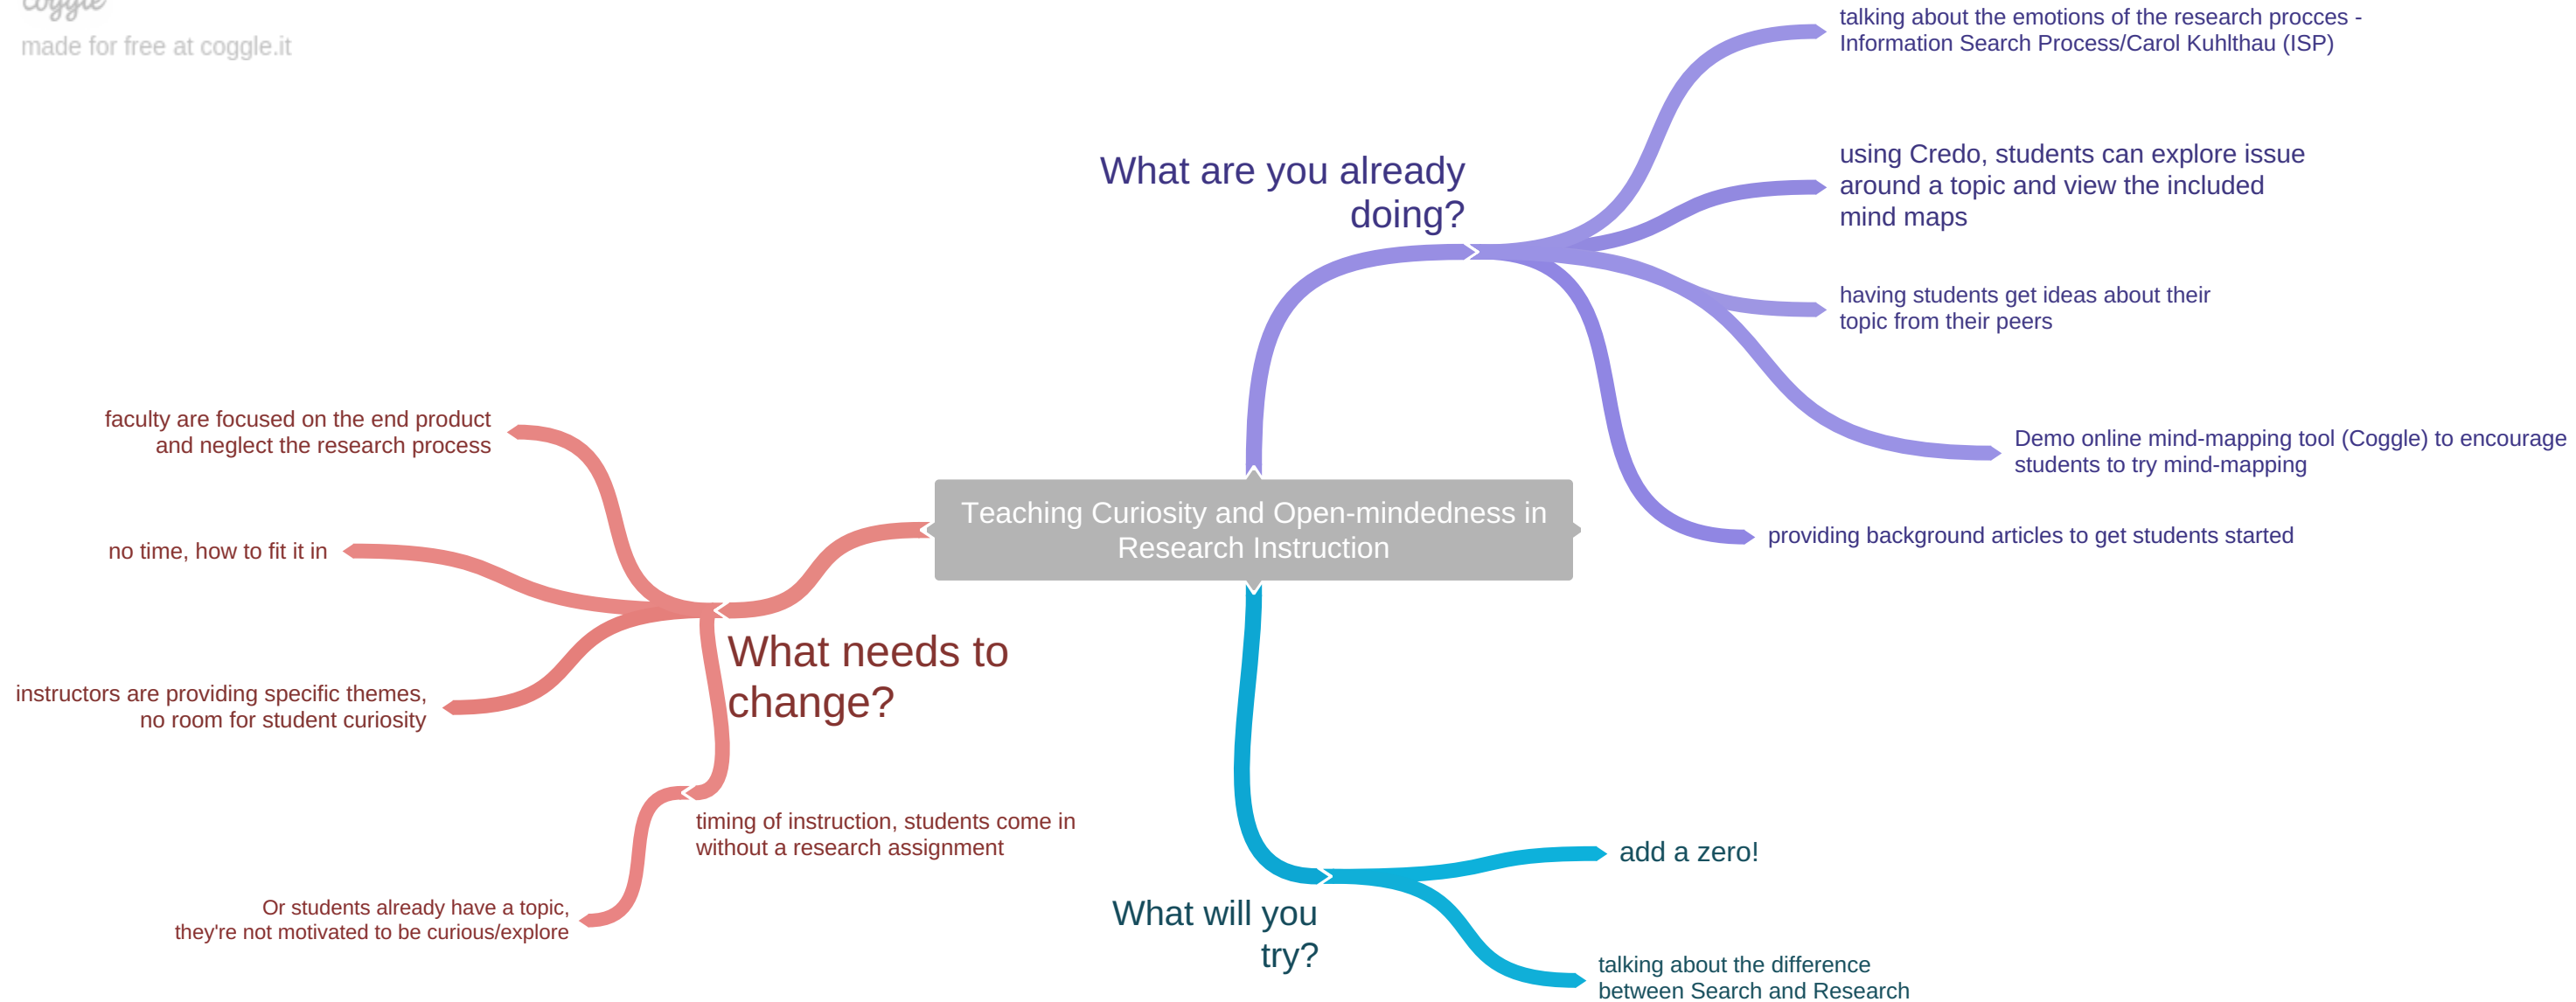 coggle
made for free at coggle.it
talking about the emotions of the research procces -
Information Search Process/Carol Kuhlthau (ISP)
What are you already
doing?
using Credo, students can explore issue
around a topic and view the included
mind maps
having students get ideas about their
topic from their peers
Demo online mind-mapping tool (Coggle) to encourage
students to try mind-mapping
providing background articles to get students started
Teaching Curiosity and Open-mindedness in
Research Instruction
faculty are focused on the end product
and neglect the research process
no time, how to fit it in
What needs to
change?
instructors are providing specific themes,
no room for student curiosity
timing of instruction, students come in
without a research assignment
Or students already have a topic,
they're not motivated to be curious/explore
What will you
try?
add a zero!
talking about the difference
between Search and Research